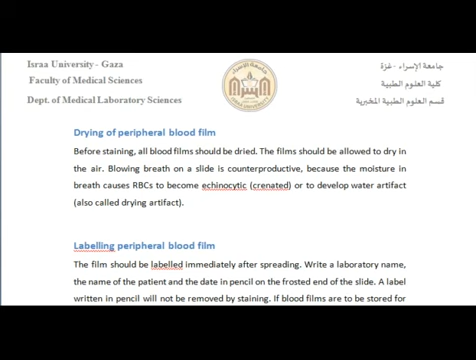 Israa University - Gaza
جامعة الإسراء - غزة
Faculty of Medical Sciences
كلية العلوم الطبية
Dept. of Medical Laboratory Sciences
قسم العلوم الطبية المخبرية
Drying of peripheral blood film
Before staining, all blood films should be dried. The films should be allowed to dry in
the air. Blowing breath on a slide is counterproductive, because the moisture in
breath causes RBCs to become echinocytic (crenated) or to develop water artifact
(also called drying artifact).
Labelling peripheral blood film
The film should be labelled immediately after spreading. Write a laboratory name,
the name of the patient and the date in pencil on the frosted end of the slide. A label
written in pencil will not be removed by staining. If blood films are to be stored for